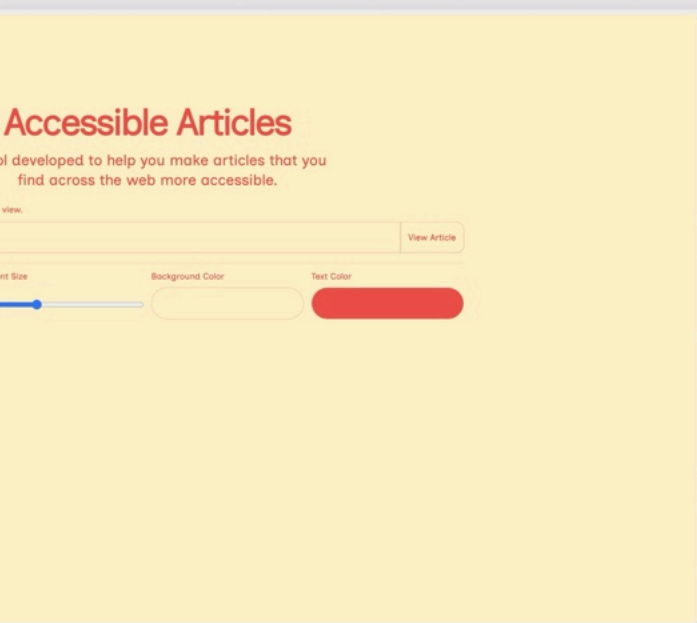 Accessible Articles
ol developed to help you make articles that you
find across the web more accessible.
view.
View Article
nt Size
Background Color
Text Color